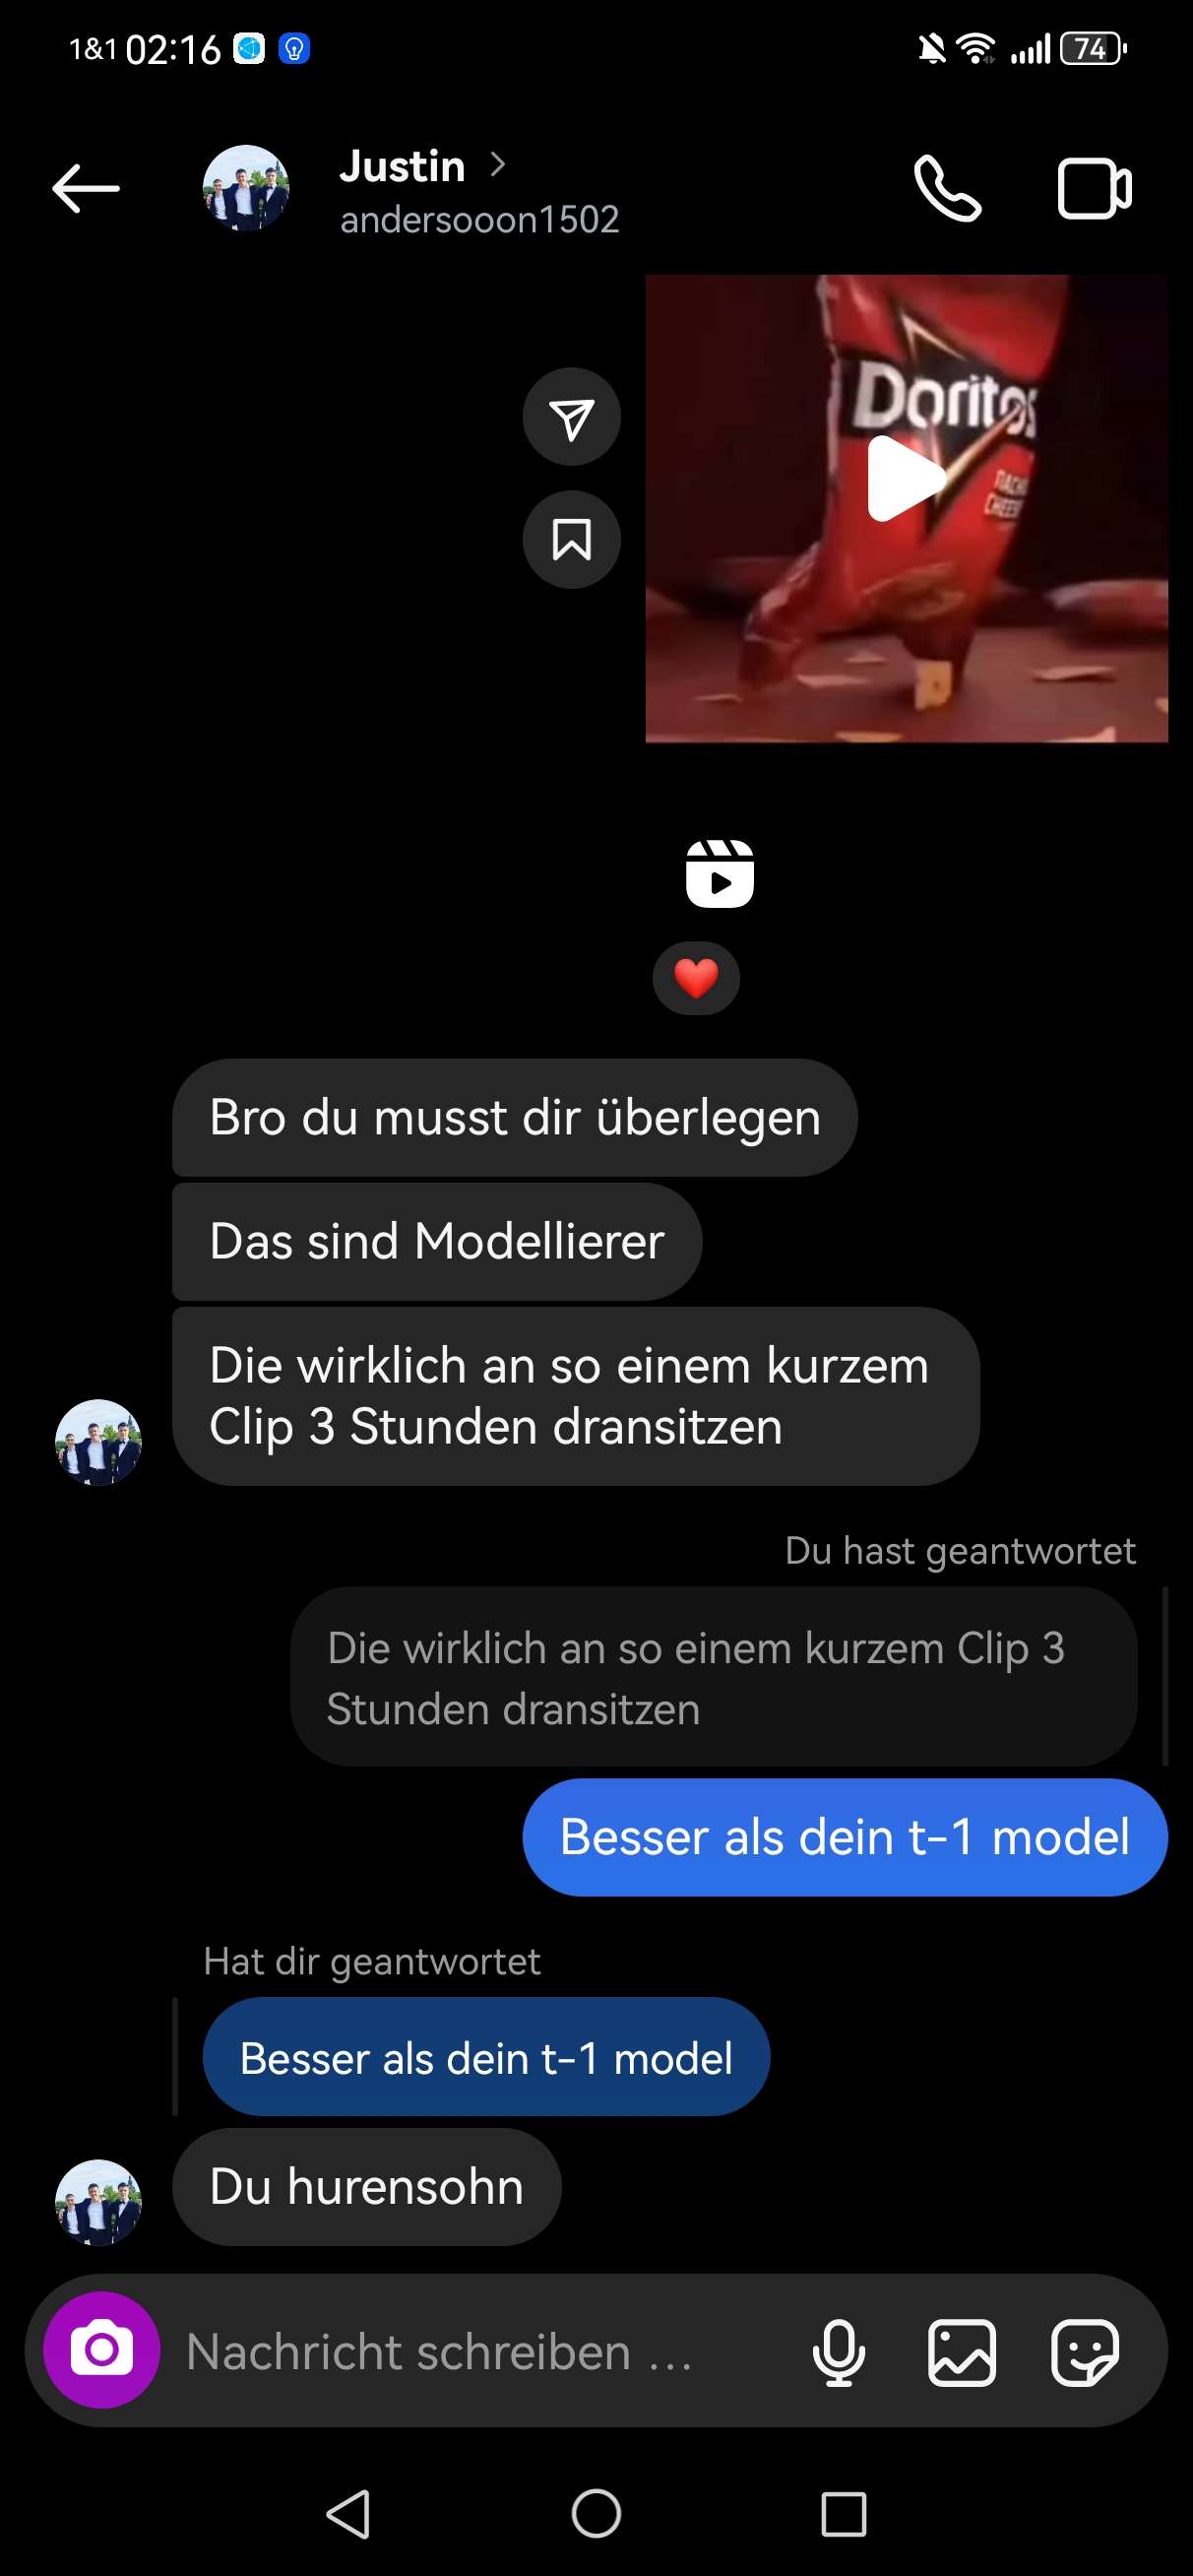 1&1 02:16
74
Justin
andersooon1502
Doritos
NACHO
CHEESE
Bro du musst dir überlegen
Das sind Modellierer
Die wirklich an so einem kurzem
Clip 3 Stunden dransitzen
Du hast geantwortet
Die wirklich an so einem kurzem Clip 3
Stunden dransitzen
Besser als dein t-1 model
Hat dir geantwortet
Besser als dein t-1 model
Du hurensohn
Nachricht schreiben ...